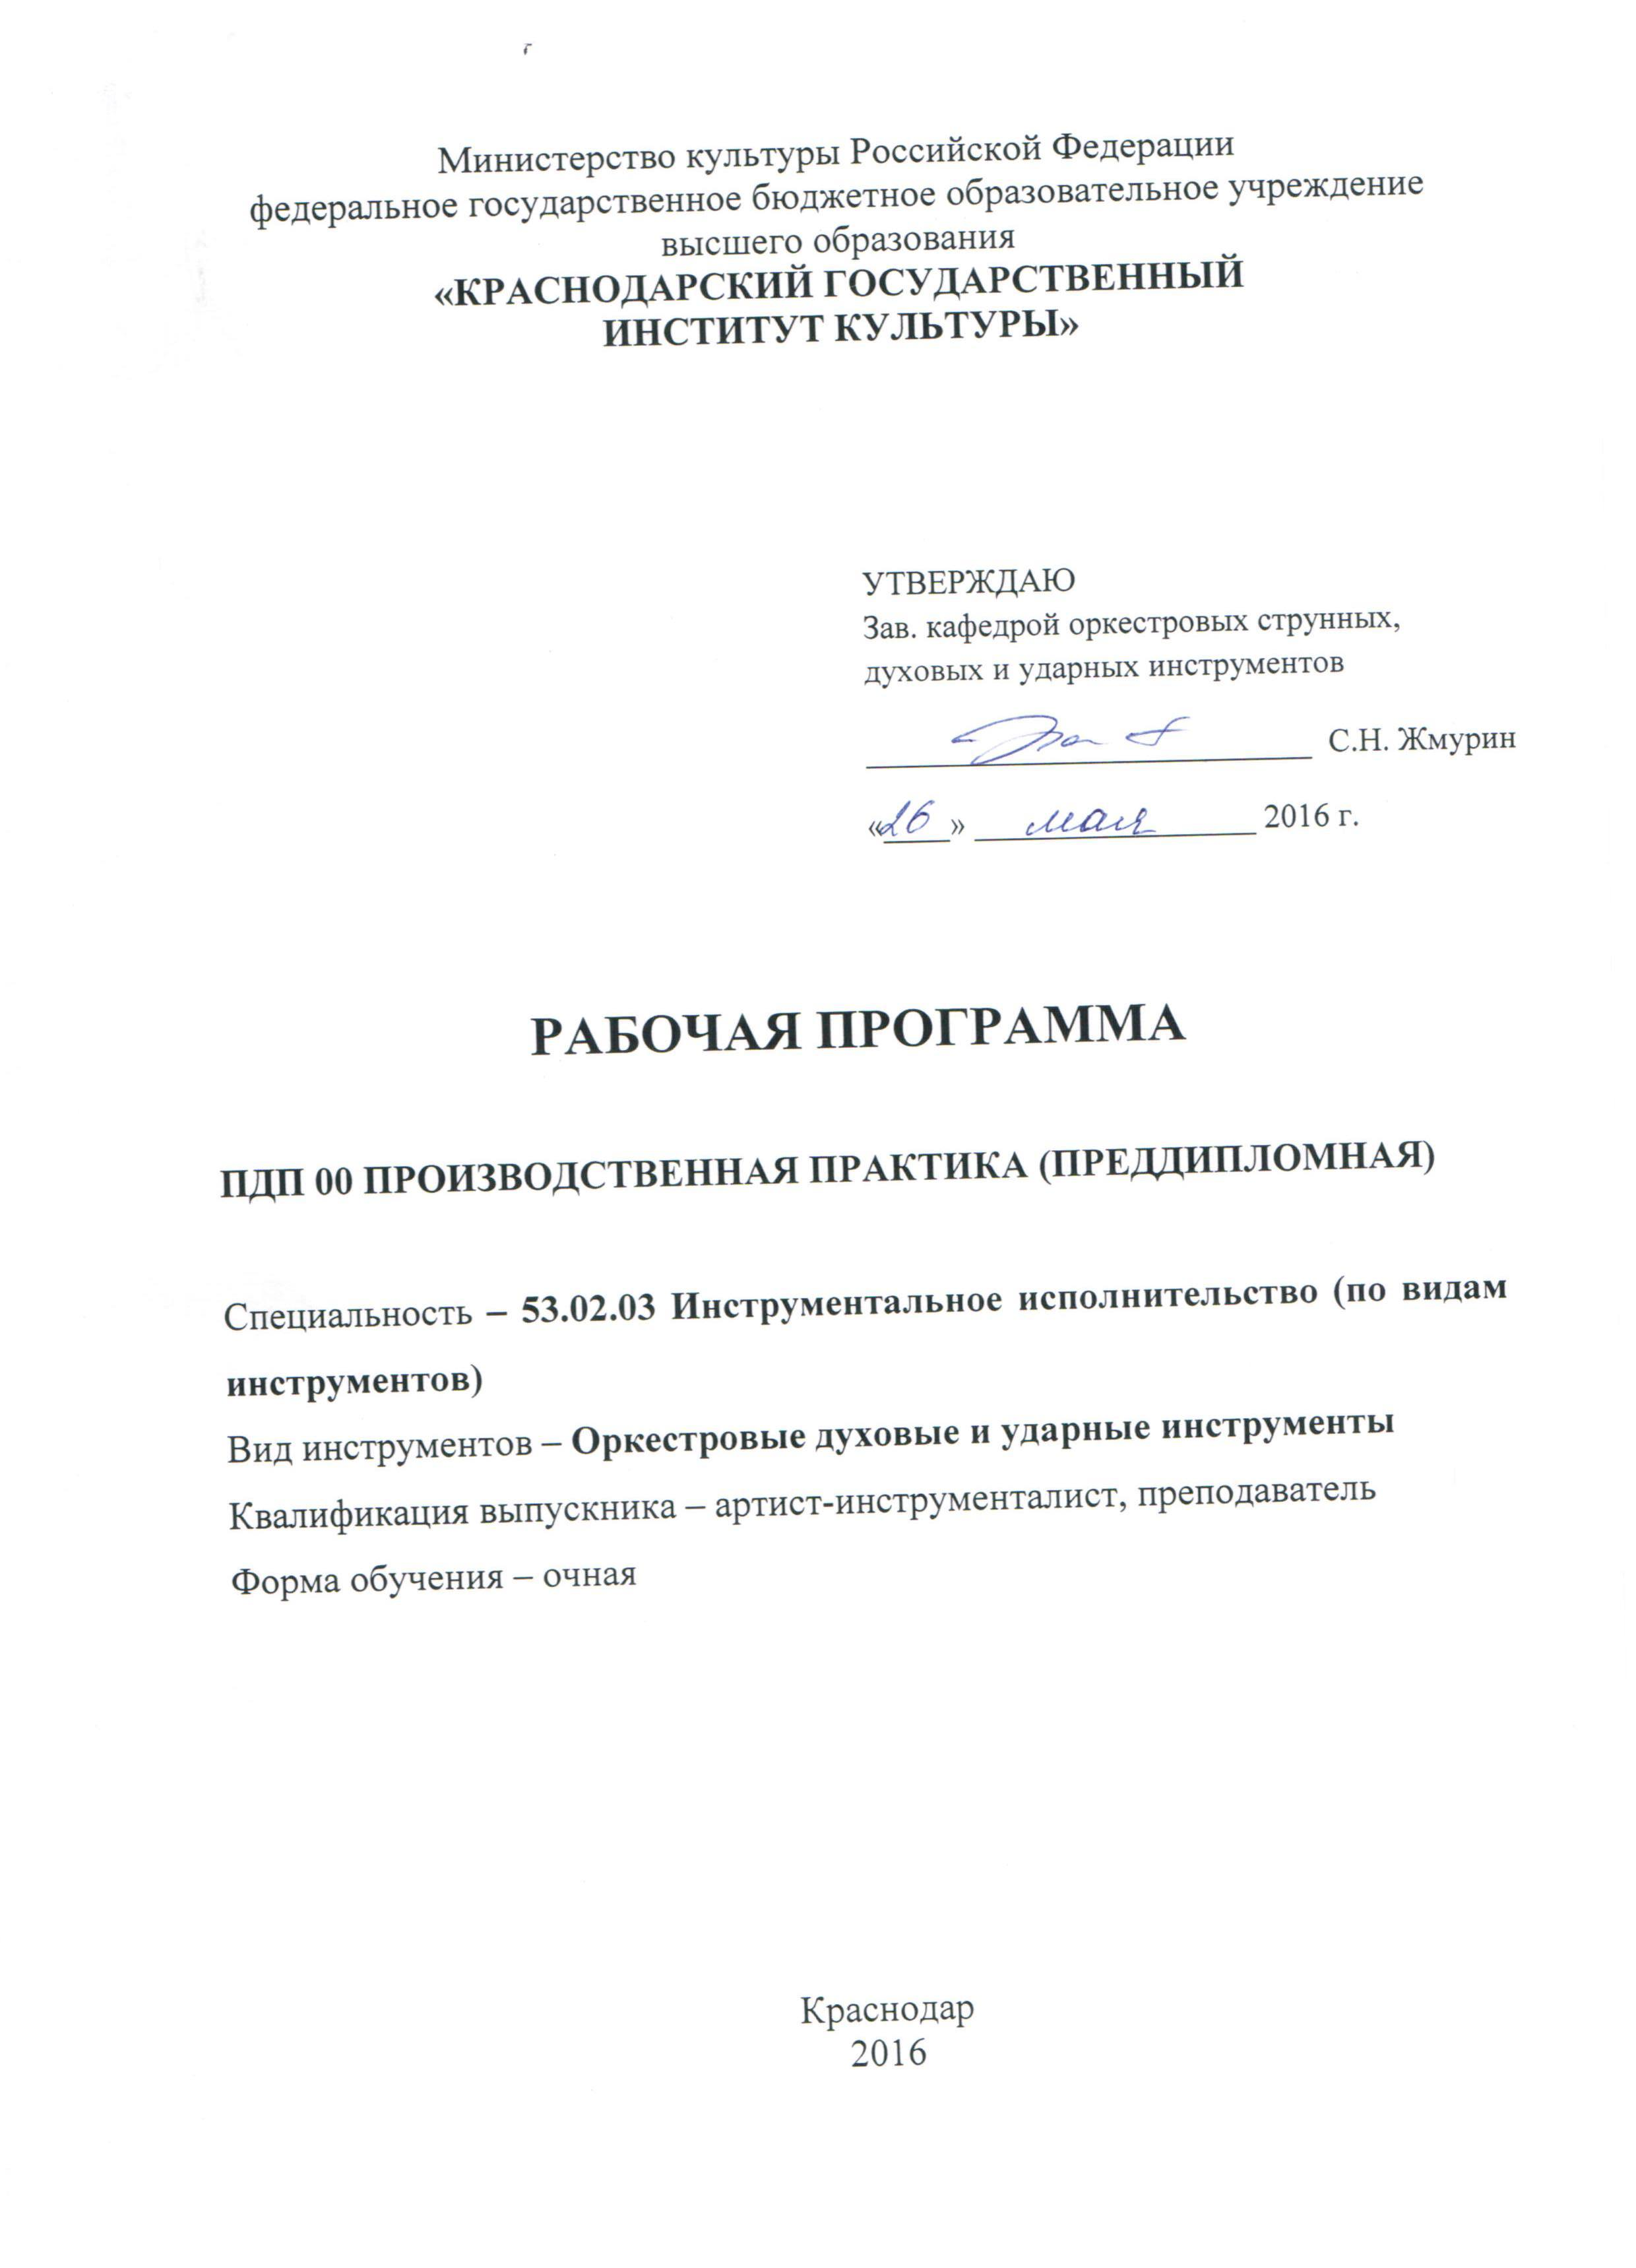 Министерство культуры Российской Федерации
федеральное государственное бюджетное образовательное учреждение
высшего образования
«КРАСНОДАРСКИЙ ГОСУДАРСТВЕННЫЙ
ИНСТИТУТ КУЛЬТУРЫ»
УТВЕРЖДАЮ
Зав. кафедрой оркестровых струнных,
духовых и ударных инструментов
С.Н. Жмурин
«26» мая 2016 г.
РАБОЧАЯ ПРОГРАММА
ПДП 00 ПРОИЗВОДСТВЕННАЯ ПРАКТИКА (ПРЕДДИПЛОМНАЯ)
Специальность – 53.02.03 Инструментальное исполнительство (по видам
инструментов)
Вид инструментов – Оркестровые духовые и ударные инструменты
Квалификация выпускника – артист-инструменталист, преподаватель
Форма обучения – очная
Краснодар
2016